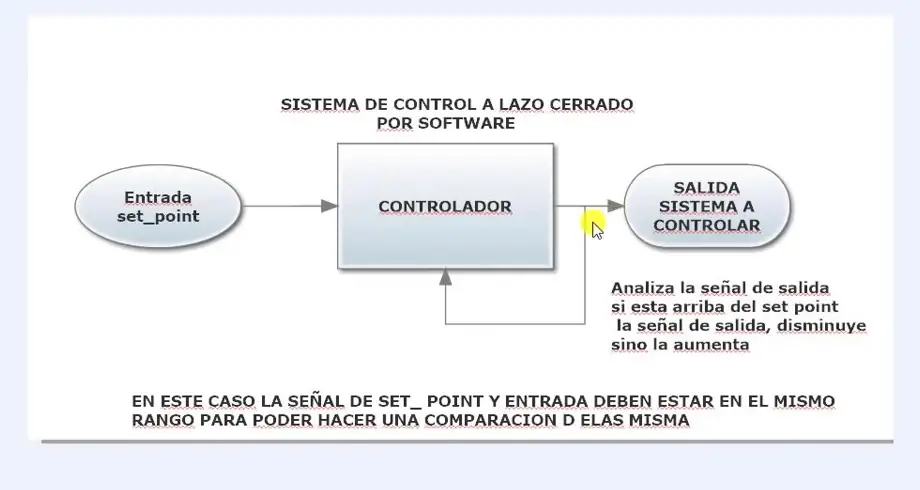 SISTEMA DE CONTROL A LAZO CERRADO
POR SOFTWARE
Entrada
set_point
CONTROLADOR
SALIDA
SISTEMA A
CONTROLAR
Analiza la señal de salida
si esta arriba del set point
la señal de salida, disminuye
sino la aumenta
EN ESTE CASO LA SEÑAL DE SET_ POINT Y ENTRADA DEBEN ESTAR EN EL MISMO
RANGO PARA PODER HACER UNA COMPARACION D ELAS MISMA